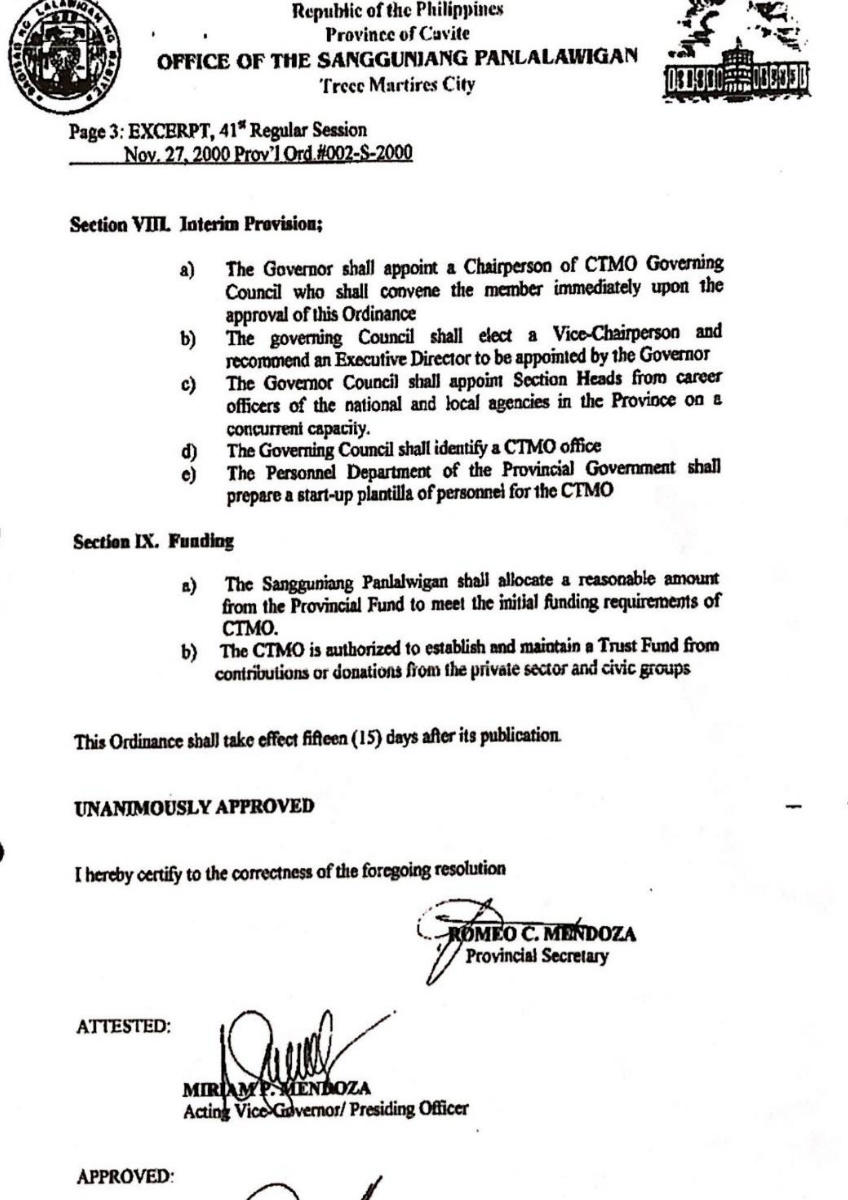 Republic of the Philippines
Province of Cavite
OFFICE OF THE SANGGUNIANG PANLALAWIGAN
Trece Martires City
Page 3: EXCERPT, 41st Regular Session
Nov. 27, 2000 Prov'l Ord.#002-S-2000
Section VIII. Interim Provision;
a) The Governor shall appoint a Chairperson of CTMO Governing
Council who shall convene the member immediately upon the
approval of this Ordinance
b) The governing Council shall elect a Vice-Chairperson and
recommend an Executive Director to be appointed by the Governor
c) The Governor Council shall appoint Section Heads from career
officers of the national and local agencies in the Province on a
concurrent capacity.
d) The Governing Council shall identify a CTMO office
e) The Personnel Department of the Provincial Government shall
prepare a start-up plantilla of personnel for the CTMO
Section IX. Funding
a) The Sangguniang Panlalwigan shall allocate a reasonable amount
from the Provincial Fund to meet the initial funding requirements of
CTMO.
b) The CTMO is authorized to establish and maintain a Trust Fund from
contributions or donations from the private sector and civic groups
This Ordinance shall take effect fifteen (15) days after its publication.
UNANIMOUSLY APPROVED
I hereby certify to the correctness of the foregoing resolution
ROMEO C. MENDOZA
Provincial Secretary
ATTESTED:
MIRIAM P. MENDOZA
Acting Vice-Governor/ Presiding Officer
APPROVED: